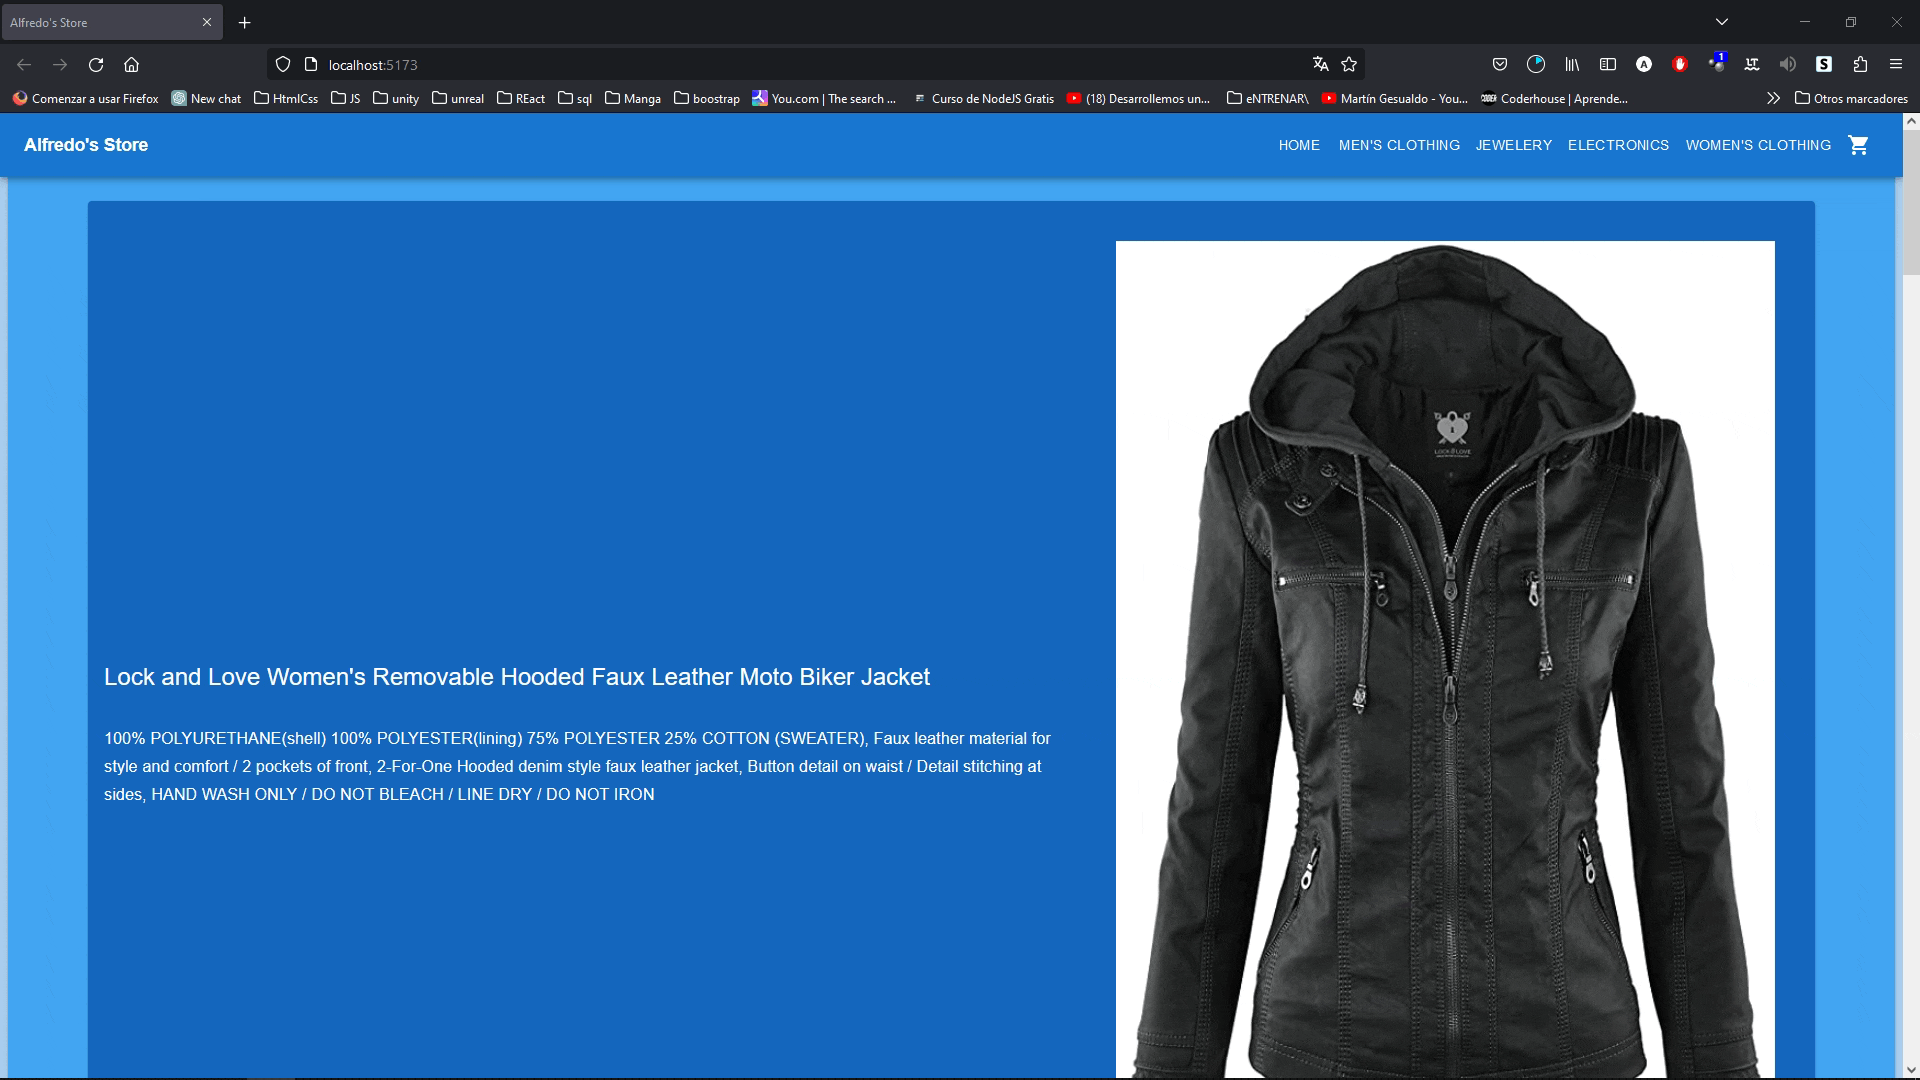 Alfredo's Store
localhost:5173
1
Comenzar a usar Firefox New chat HtmlCss JS unity unreal REact sql Manga boostrap You.com | The search ... Curso de NodeJS Gratis (18) Desarrollemos un... eNTRENAR\ Martín Gesualdo - You... Coderhouse | Aprende... Otros marcadores
Alfredo's Store HOME MEN'S CLOTHING JEWELERY ELECTRONICS WOMEN'S CLOTHING
LOCK & LOVE
Lock and Love Women's Removable Hooded Faux Leather Moto Biker Jacket
100% POLYURETHANE(shell) 100% POLYESTER(lining) 75% POLYESTER 25% COTTON (SWEATER), Faux leather material for
style and comfort / 2 pockets of front, 2-For-One Hooded denim style faux leather jacket, Button detail on waist / Detail stitching at
sides, HAND WASH ONLY / DO NOT BLEACH / LINE DRY / DO NOT IRON